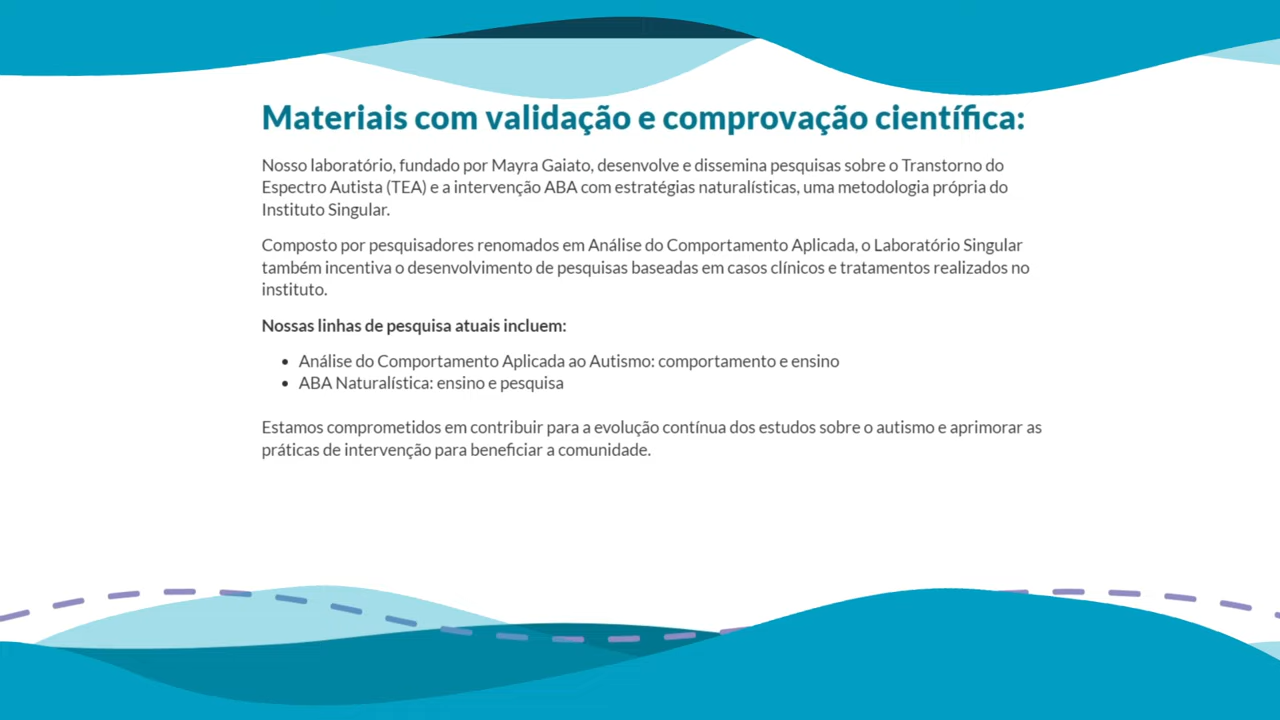 Materiais com validação e comprovação científica:
Nosso laboratório, fundado por Mayra Gaiato, desenvolve e dissemina pesquisas sobre o Transtorno do
Espectro Autista (TEA) e a intervenção ABA com estratégias naturalísticas, uma metodologia própria do
Instituto Singular.
Composto por pesquisadores renomados em Análise do Comportamento Aplicada, o Laboratório Singular
também incentiva o desenvolvimento de pesquisas baseadas em casos clínicos e tratamentos realizados no
instituto.
Nossas linhas de pesquisa atuais incluem:
• Análise do Comportamento Aplicada ao Autismo: comportamento e ensino
• ABA Naturalística: ensino e pesquisa
Estamos comprometidos em contribuir para a evolução contínua dos estudos sobre o autismo e aprimorar as
práticas de intervenção para beneficiar a comunidade.